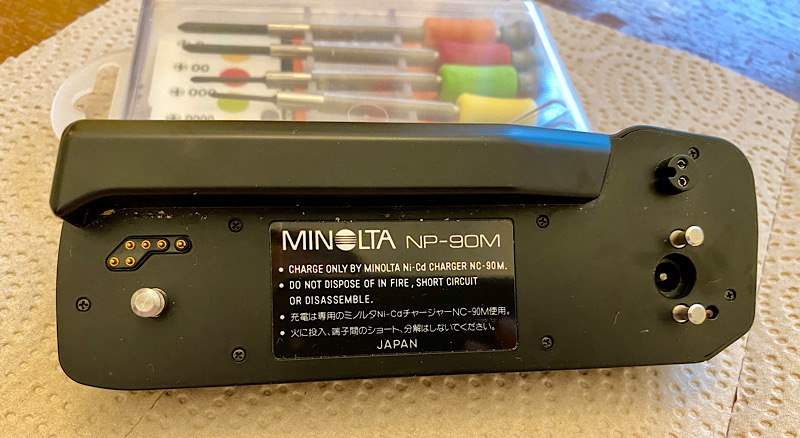 00
000
0000
MINOLTA NP-90M
• CHARGE ONLY BY MINOLTA Ni-Cd CHARGER NC-90M.
• DO NOT DISPOSE OF IN FIRE, SHORT CIRCUIT
OR DISASSEMBLE.
• 充電は専用のミノルタNi-CdチャージャーNC-90M使用。
• 火に投入、端子間のショート、分解はしないでください。
JAPAN